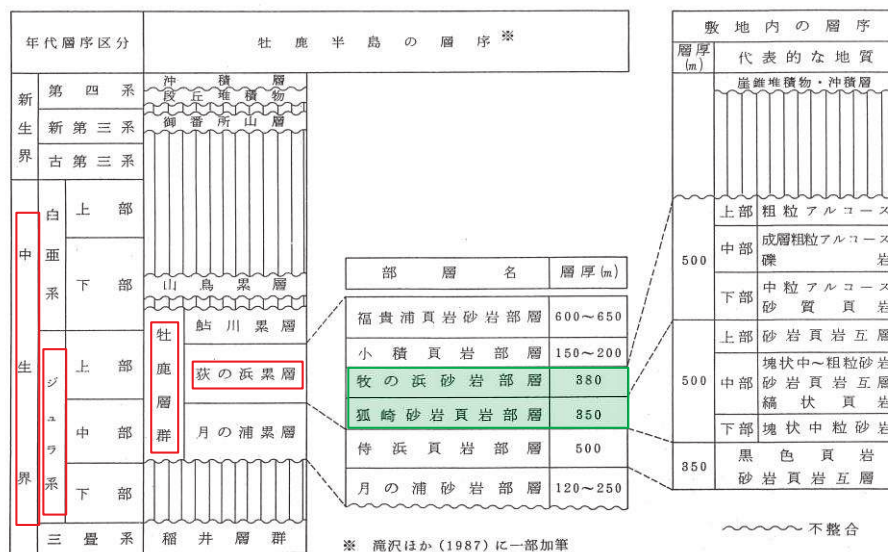 年代層序区分
牡鹿半島の層序※
敷地内の層序
層厚(m)
代表的な地質
新生界
第四系
新第三系
古第三系
沖積層
段丘堆積物
御番所山層
崖錐堆積物・沖積層
中生界
白亜系
上部
下部
山鳥累層
ジュラ系
上部
中部
下部
牡鹿層群
鮎川累層
荻の浜累層
月の浦累層
三畳系
稲井層群
部層名
層厚(m)
福貴浦頁岩砂岩部層
600~650
小積頁岩部層
150~200
牧の浜砂岩部層
380
狐崎砂岩頁岩部層
350
侍浜頁岩部層
500
月の浦砂岩部層
120~250
※ 滝沢ほか(1987)に一部加筆
500
上部
粗粒アルコース
中部
成層粗粒アルコース
礫岩
下部
中粒アルコース
砂質頁岩
500
上部
砂岩頁岩互層
中部
塊状中~粗粒砂岩
砂岩頁岩互層
縞状頁岩
下部
塊状中粒砂岩
350
黒色頁岩
砂岩頁岩互層
不整合